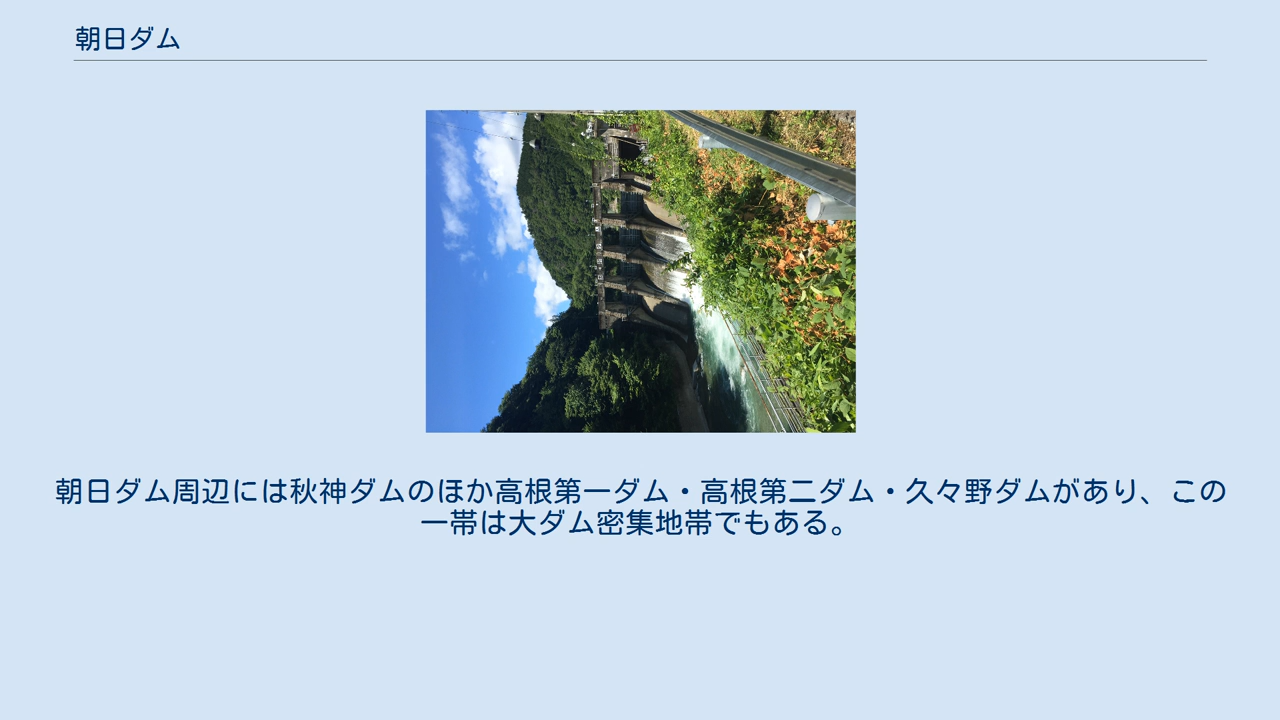 朝日ダム
朝日ダム周辺には秋神ダムのほか高根第一ダム・高根第二ダム・久々野ダムがあり、この
一帯は大ダム密集地帯でもある。